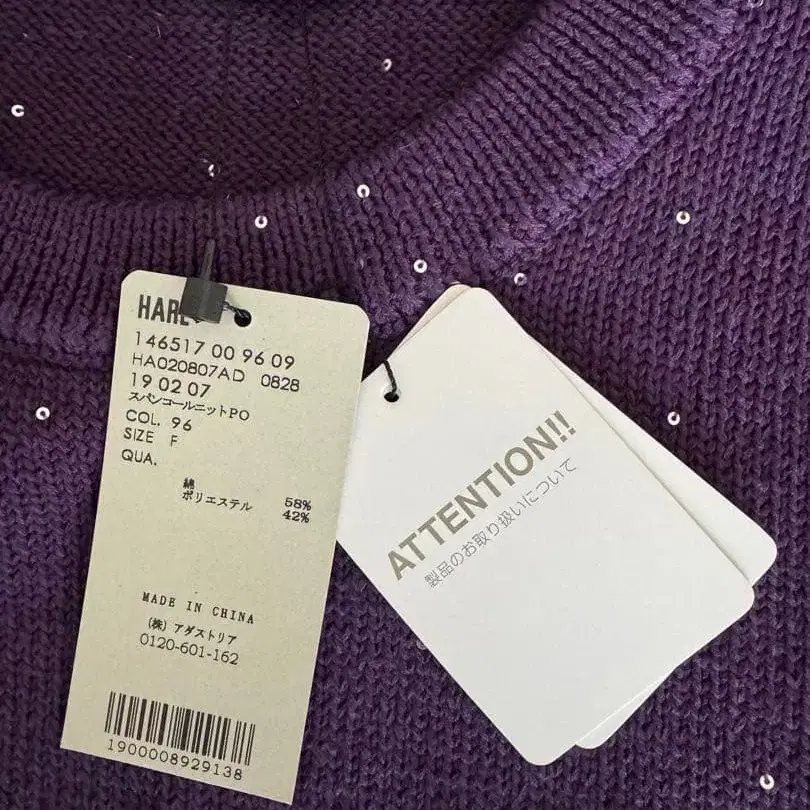 HARE
146517 00 96 09
HA020807AD 0828
19 02 07
スパンコールニットPO
COL. 96
SIZE F
QUA.
綿 58%
ポリエステル 42%
MADE IN CHINA
(株) アダストリア
0120-601-162
1900008929138
ATTENTION!!
製品のお取り扱いについて